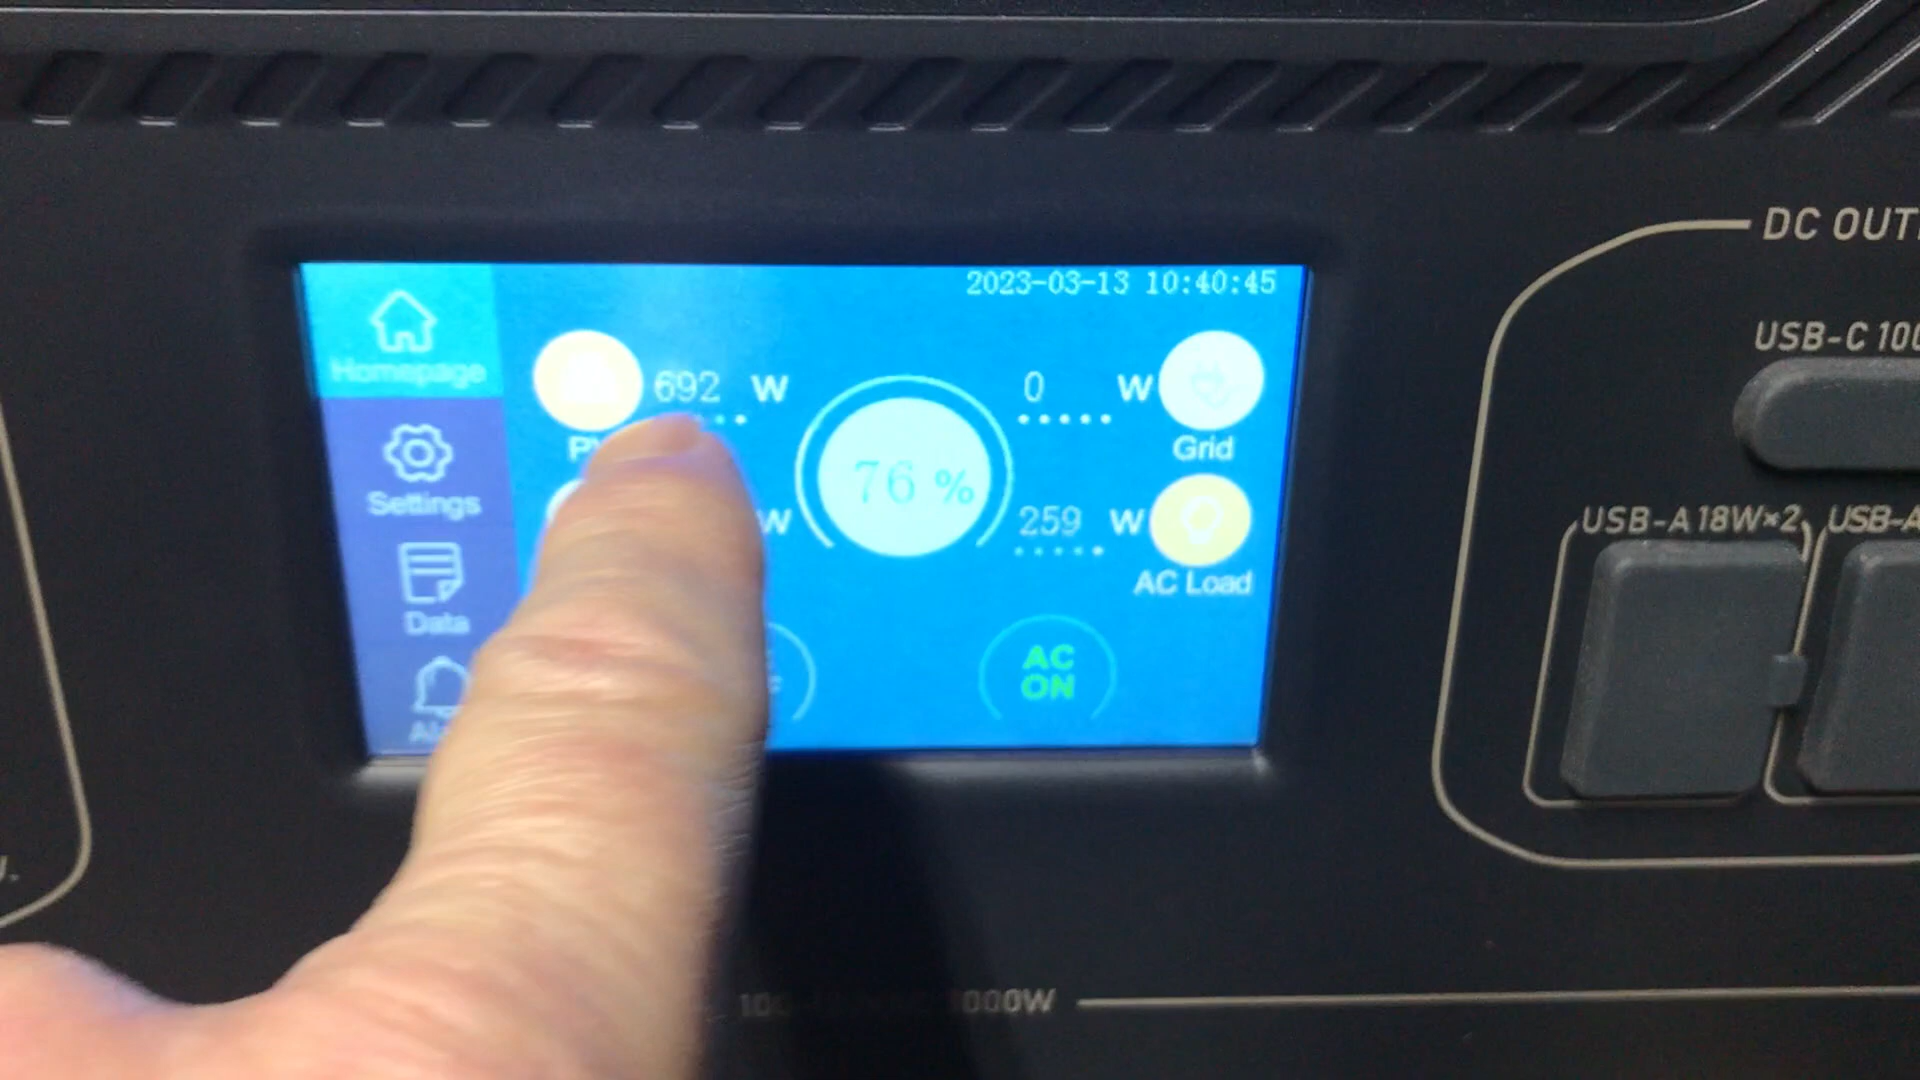 DC OUT
2023-03-13 10:40:45
USB-C 100
Homepage
692 W
0 W
Grid
76 %
Settings
W
259 W
USB-A 18W×2
USB-A
AC Load
Data
AC
ON
000W